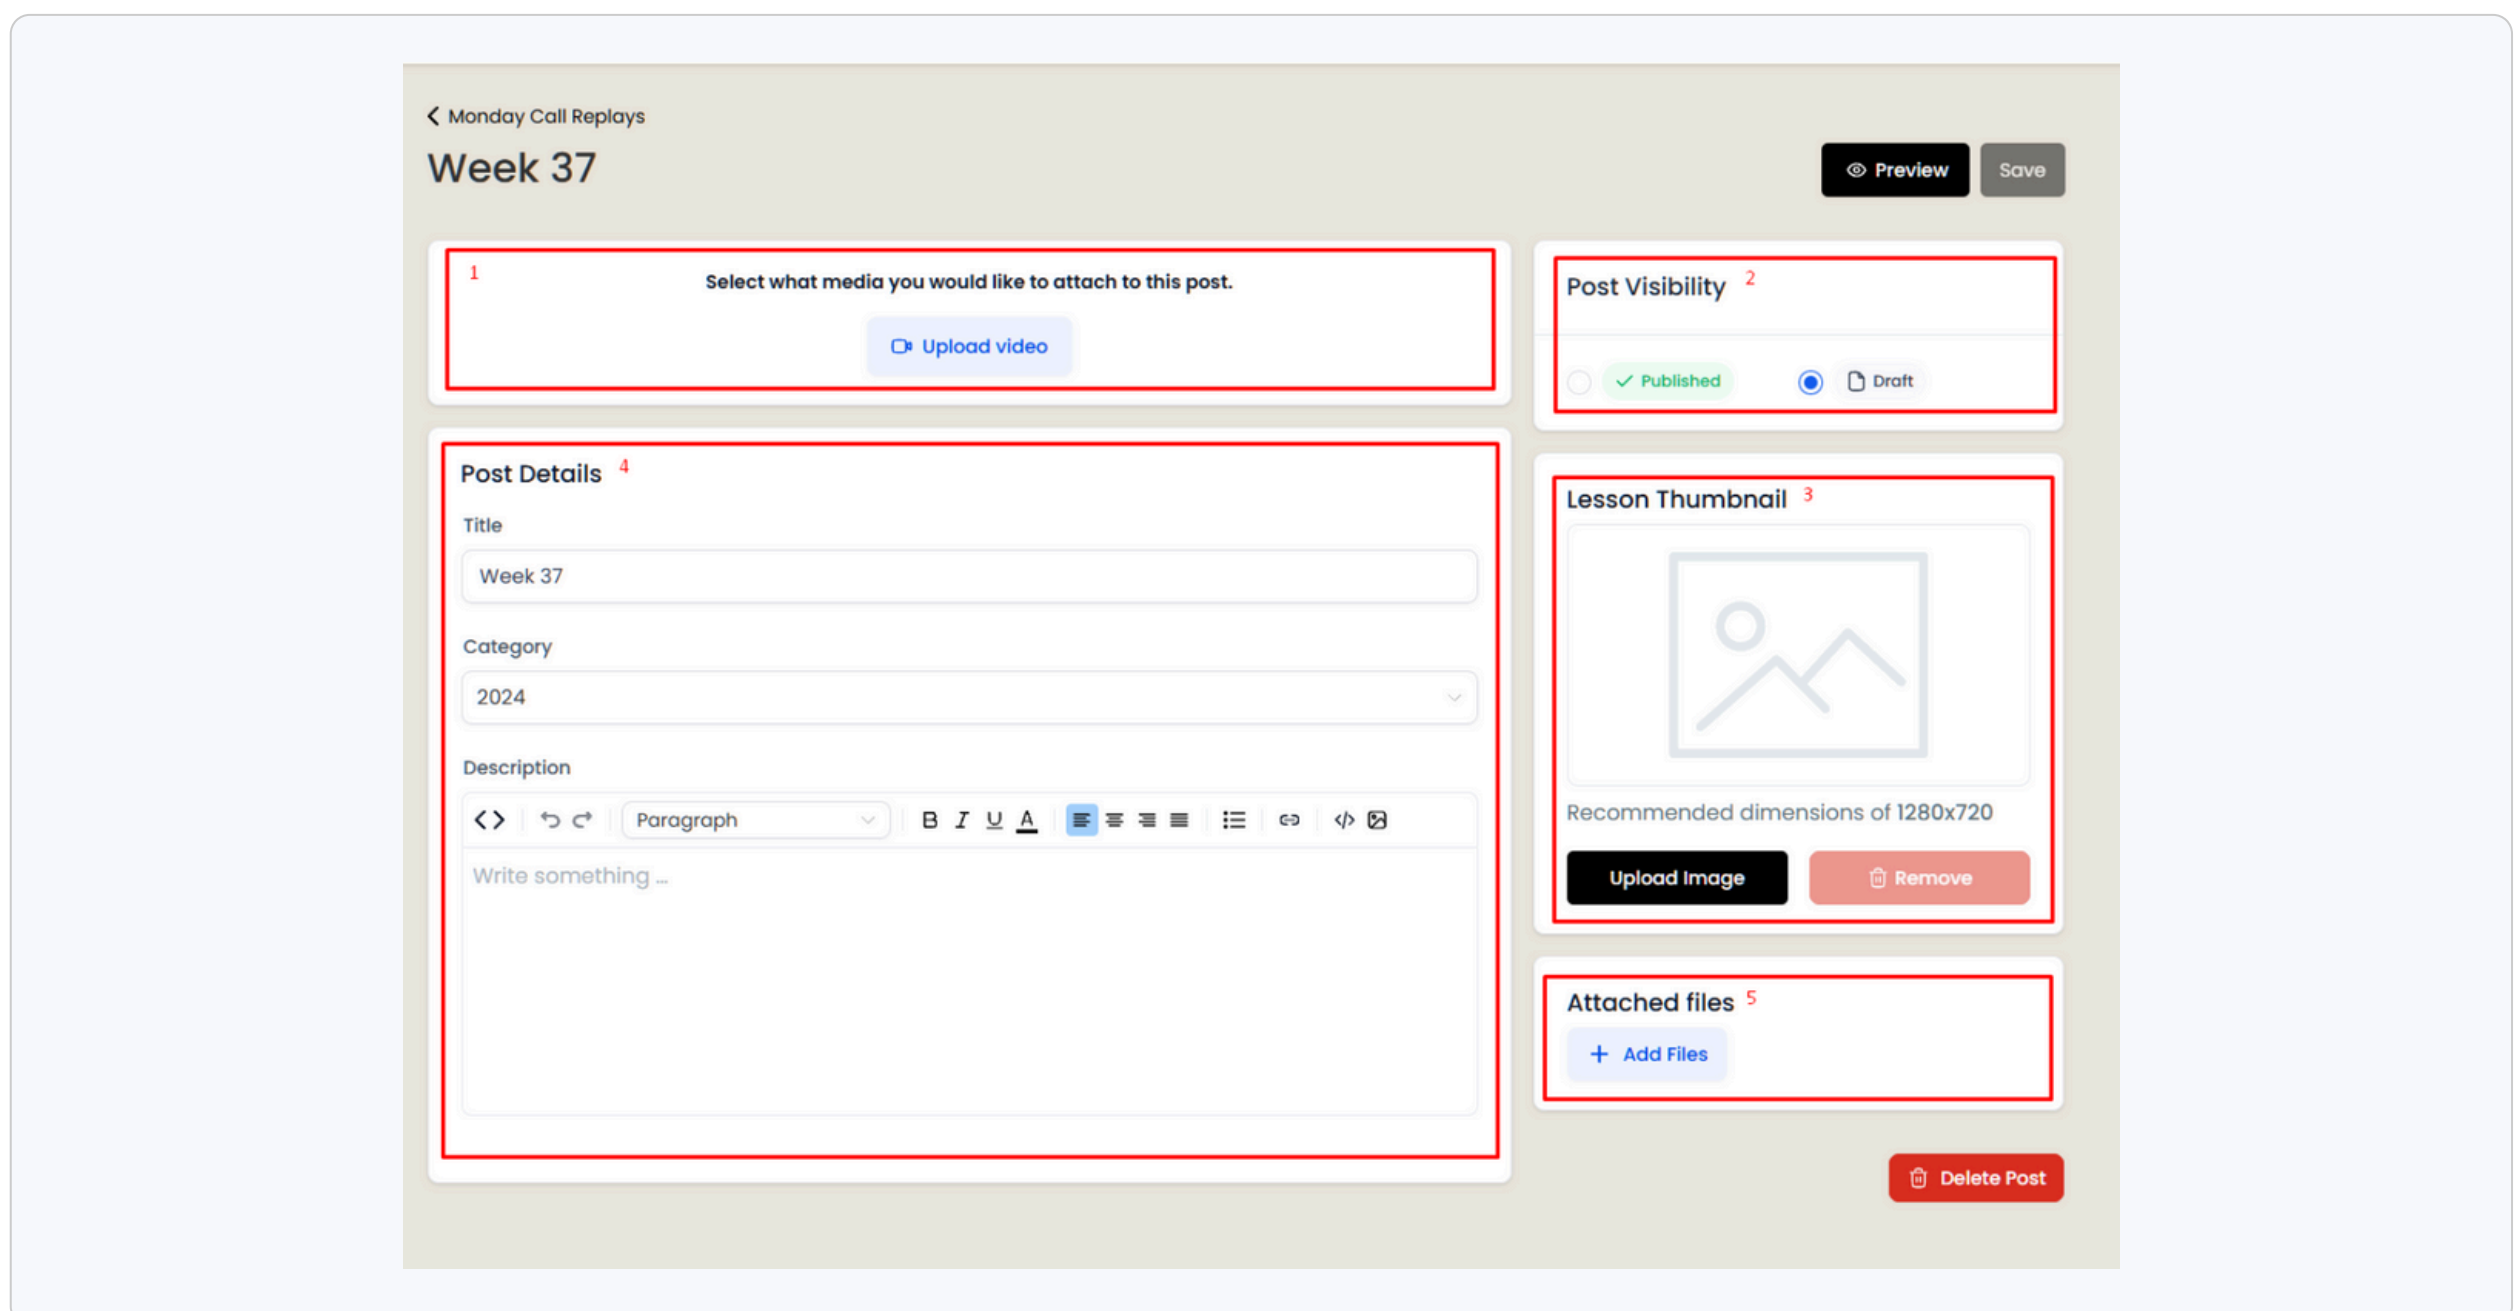 Monday Call Replays
Week 37
Preview
Save
1
Select what media you would like to attach to this post.
Upload video
Post Visibility 2
Published
Draft
Post Details 4
Title
Week 37
Category
2024
Description
Paragraph
B I U A
Write something ...
Lesson Thumbnail 3
Recommended dimensions of 1280x720
Upload Image
Remove
Attached files 5
+ Add Files
Delete Post